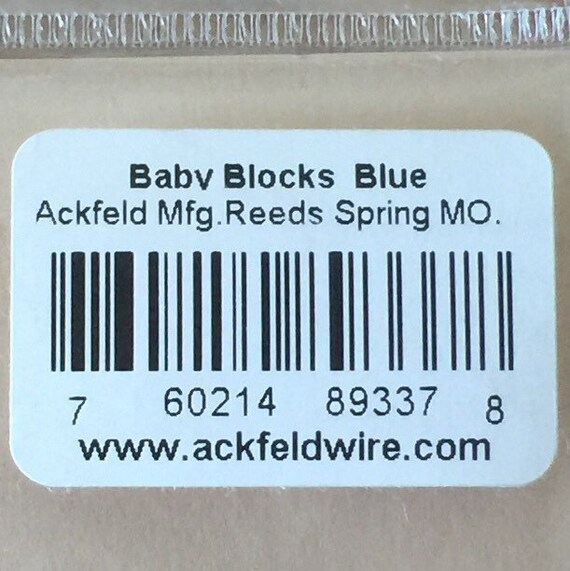 Baby Blocks Blue
Ackfeld Mfg.Reeds Spring MO.
7 60214 89337 8
www.ackfeldwire.com